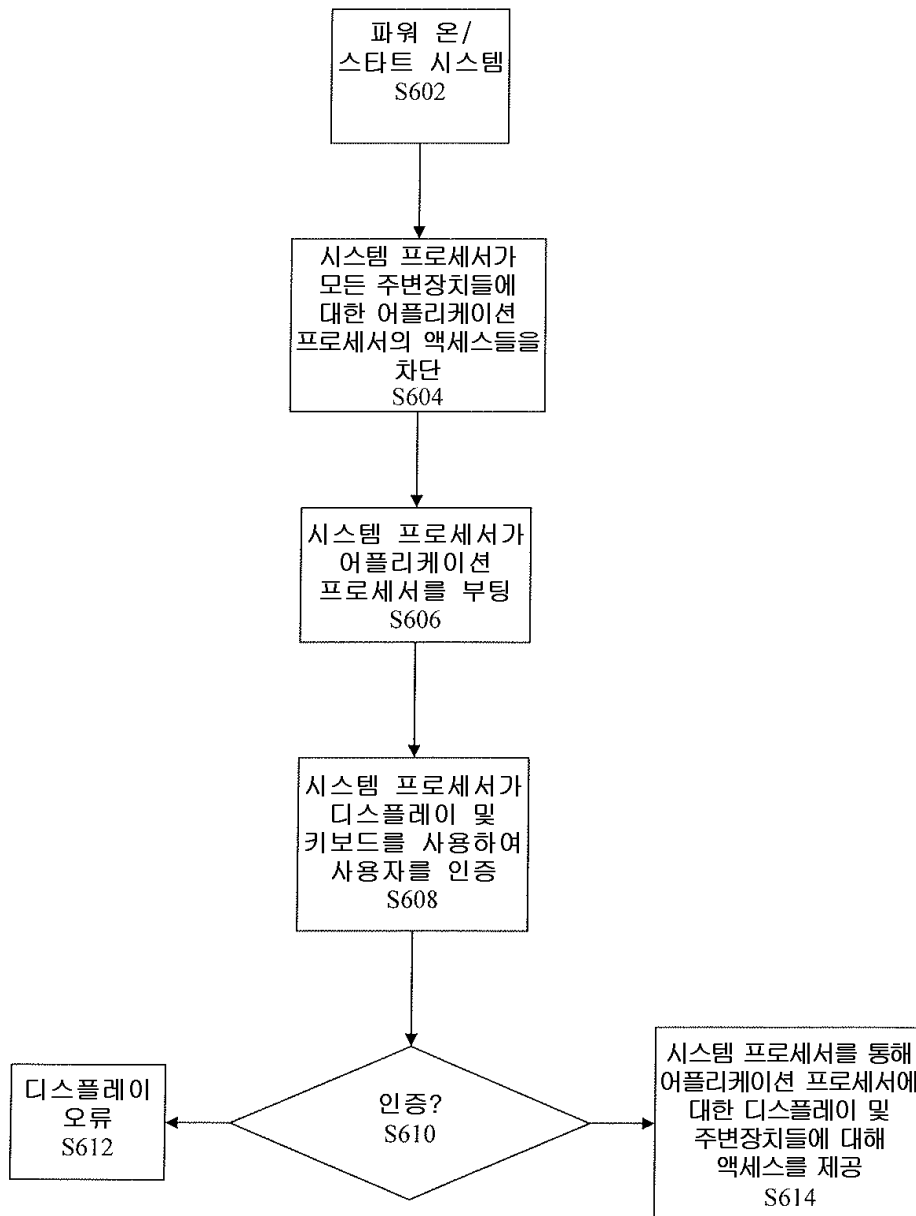 파워 온/
스타트 시스템
S602
시스템 프로세서가
모든 주변장치들에
대한 어플리케이션
프로세서의 액세스들을
차단
S604
시스템 프로세서가
어플리케이션
프로세서를 부팅
S606
시스템 프로세서가
디스플레이 및
키보드를 사용하여
사용자를 인증
S608
인증?
S610
디스플레이
오류
S612
시스템 프로세서를 통해
어플리케이션 프로세서에
대한 디스플레이 및
주변장치들에 대해
액세스를 제공
S614